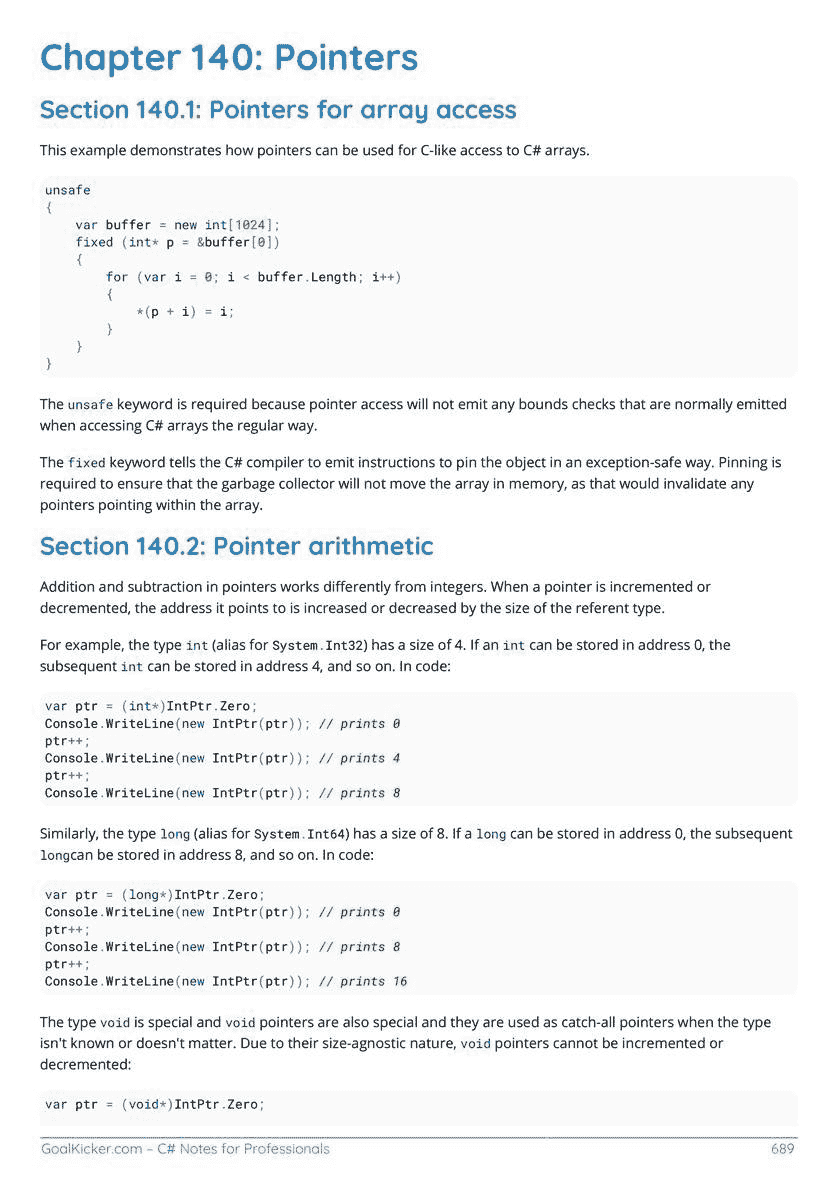 Chapter 140: Pointers
Section 140.1: Pointers for array access
This example demonstrates how pointers can be used for C-like access to C# arrays.
unsafe
{
    var buffer = new int[1024];
    fixed (int* p = &buffer[0])
    {
        for (var i = 0; i < buffer.Length; i++)
        {
            *(p + i) = i;
        }
    }
}
The unsafe keyword is required because pointer access will not emit any bounds checks that are normally emitted
when accessing C# arrays the regular way.
The fixed keyword tells the C# compiler to emit instructions to pin the object in an exception-safe way. Pinning is
required to ensure that the garbage collector will not move the array in memory, as that would invalidate any
pointers pointing within the array.
Section 140.2: Pointer arithmetic
Addition and subtraction in pointers works differently from integers. When a pointer is incremented or
decremented, the address it points to is increased or decreased by the size of the referent type.
For example, the type int (alias for System.Int32) has a size of 4. If an int can be stored in address 0, the
subsequent int can be stored in address 4, and so on. In code:
var ptr = (int*)IntPtr.Zero;
Console.WriteLine(new IntPtr(ptr)); // prints 0
ptr++;
Console.WriteLine(new IntPtr(ptr)); // prints 4
ptr++;
Console.WriteLine(new IntPtr(ptr)); // prints 8
Similarly, the type long (alias for System.Int64) has a size of 8. If a long can be stored in address 0, the subsequent
longcan be stored in address 8, and so on. In code:
var ptr = (long*)IntPtr.Zero;
Console.WriteLine(new IntPtr(ptr)); // prints 0
ptr++;
Console.WriteLine(new IntPtr(ptr)); // prints 8
ptr++;
Console.WriteLine(new IntPtr(ptr)); // prints 16
The type void is special and void pointers are also special and they are used as catch-all pointers when the type
isn't known or doesn't matter. Due to their size-agnostic nature, void pointers cannot be incremented or
decremented:
var ptr = (void*)IntPtr.Zero;
GoalKicker.com – C# Notes for Professionals 689